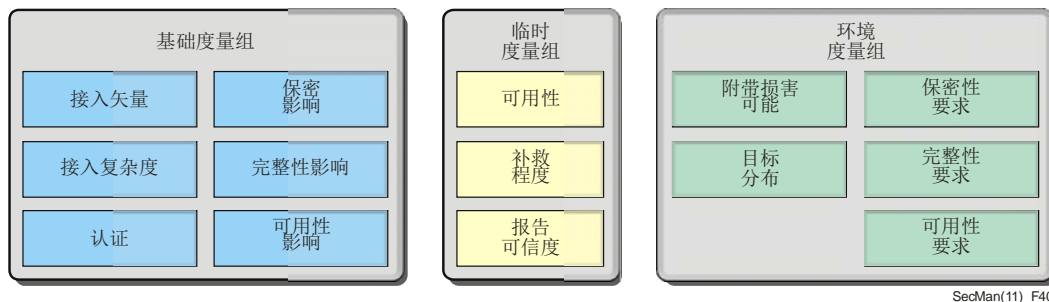 基础度量组
接入矢量
保密
影响
接入复杂度
完整性影响
认证
可用性
影响
临时
度量组
可用性
补救
程度
报告
可信度
环境
度量组
附带损害
可能
保密性
要求
目标
分布
完整性
要求
可用性
要求
SecMan(11)_F40